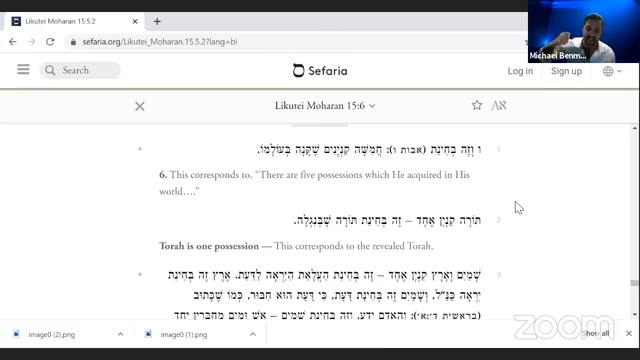 Likutei Moharan 15.5.2
sefaria.org/Likutei_Moharan.15.5.2?lang=bi
Michael Benm...
Search
Sefaria
Log in
Sign up
Likutei Moharan 15:6
ו וְזֶה בְּחִינַת (אבות ו): חֲמִשָּׁה קִנְיָנִים שֶׁקָּנָה בְּעוֹלָמוֹ.
1
6. This corresponds to. “There are five possessions which He acquired in His
world….”
תּוֹרָה קִנְיָן אֶחָד – זֶה בְּחִינַת תּוֹרָה שֶׁבְּנִגְלֶה.
2
Torah is one possession — This corresponds to the revealed Torah.
שָׁמַיִם וָאָרֶץ קִנְיָן אֶחָד – זֶה בְּחִינַת הַעֲלָאַת הַיִּרְאָה לְדַעַת. אֶרֶץ זֶה בְּחִינַת
3
יִרְאָה כַּנַּ"ל, וְשָׁמַיִם זֶה בְּחִינַת דַּעַת, כִּי דַּעַת הוּא חִבּוּר, כְּמוֹ שֶׁכָּתוּב
(בראשית ד':א'): וְהָאָדָם יָדַע. וְזֶה בְּחִינַת שָׁמַיִם – אֵשׁ וּמַיִם מְחֻבָּרִין יַחַד
image0 (2).png
image0 (1).png
Show all
zoom